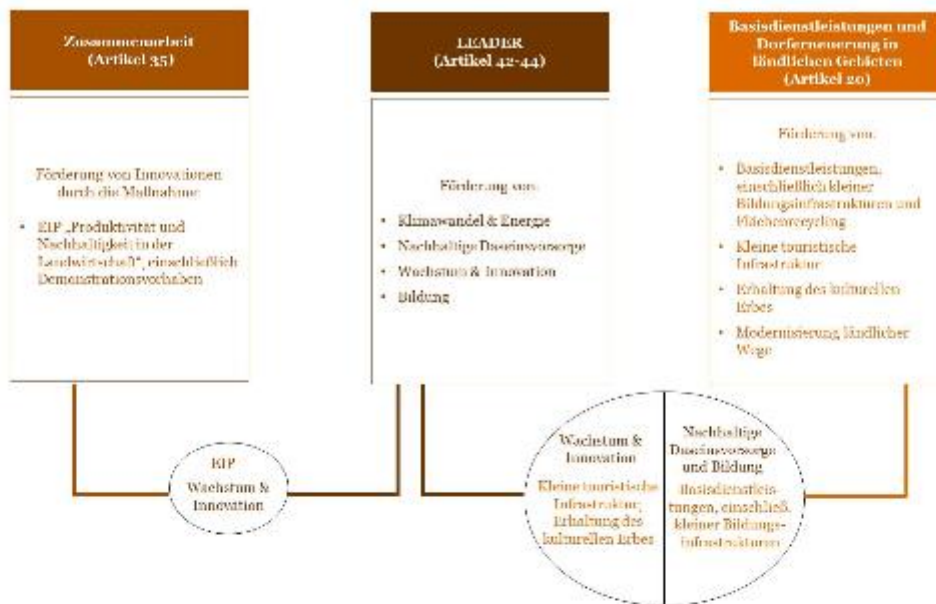 Zusammenarbeit
(Artikel 35)
Förderung von Innovationen
durch die Maßnahme
• EIP „Produktivität und
Nachhaltigkeit in der
Landwirtschaft“, einschließlich
Demonstrationsvorhaben
LEADER
(Artikel 42-44)
Förderung von:
• Klimawandel & Energie
• Nachhaltige Daseinsvorsorge
• Wachstum & Innovation
• Bildung
Basisdienstleistungen und
Dorferneuerung in
ländlichen Gebieten
(Artikel 20)
Förderung von:
• Basisdienstleistungen,
einschließlich kleiner
Bildungsinfrastrukturen und
Flächenrecycling
• Kleine touristische
Infrastruktur
• Erhaltung des kulturellen
Erbes
• Modernisierung ländlicher
Wege
EIP
Wachstum &
Innovation
Wachstum &
Innovation
Kleine touristische
Infrastruktur;
Erhaltung des
kulturellen Erbes
Nachhaltige
Daseinsvorsorge
und Bildung
Basisdienstleis-
tungen, einschließ.
kleiner Bildungs-
infrastrukturen